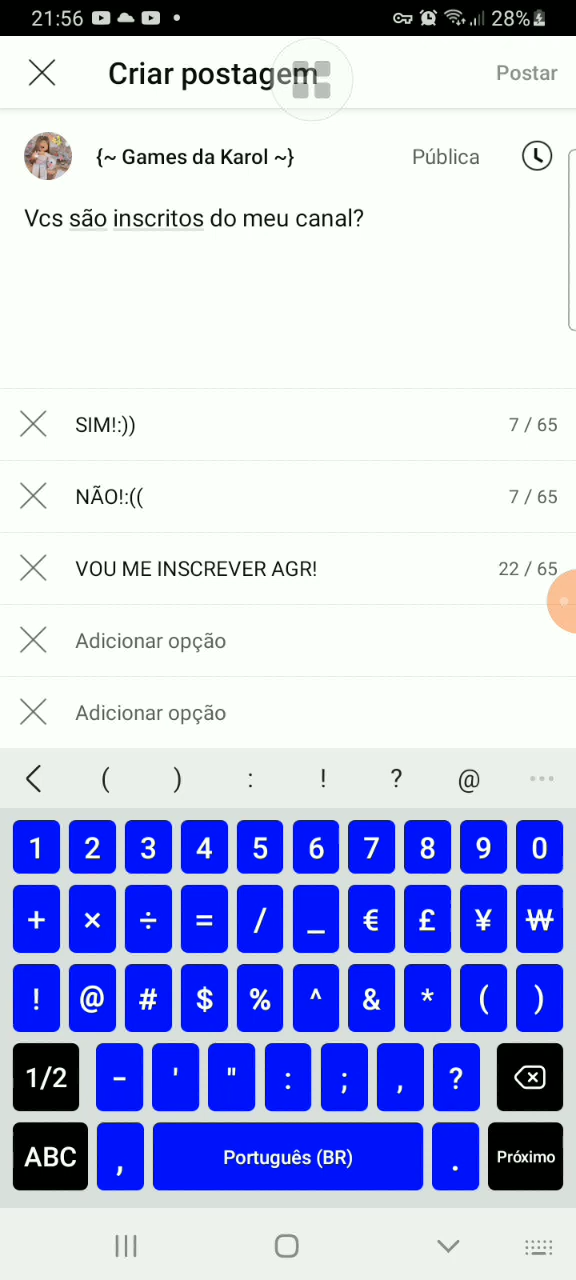 21:56 28%
Criar postagem Postar
{~ Games da Karol ~} Pública
Vcs são inscritos do meu canal?
SIM!:)) 7 / 65
NÃO!:(( 7 / 65
VOU ME INSCREVER AGR! 22 / 65
Adicionar opção
Adicionar opção
( ) : ! ? @ ...
1 2 3 4 5 6 7 8 9 0
+ × ÷ = / _ € £ ¥ ₩
! @ # $ % ^ & * ( )
1/2 - ' " : ; , ?
ABC , Português (BR) . Próximo